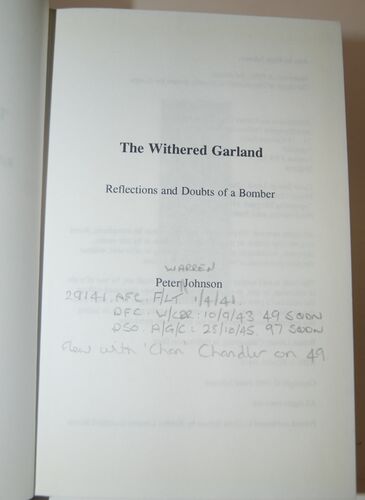 The Withered Garland
Reflections and Doubts of a Bomber
WARREN
Peter Johnson
29141. AFC. F/LT 1/4/41.
DFC. W/CDR: 10/9/43 49 SQDN
DSO. A/G/C: 25/10/45. 97 SQDN
flew with 'Chan' Chandler on 49